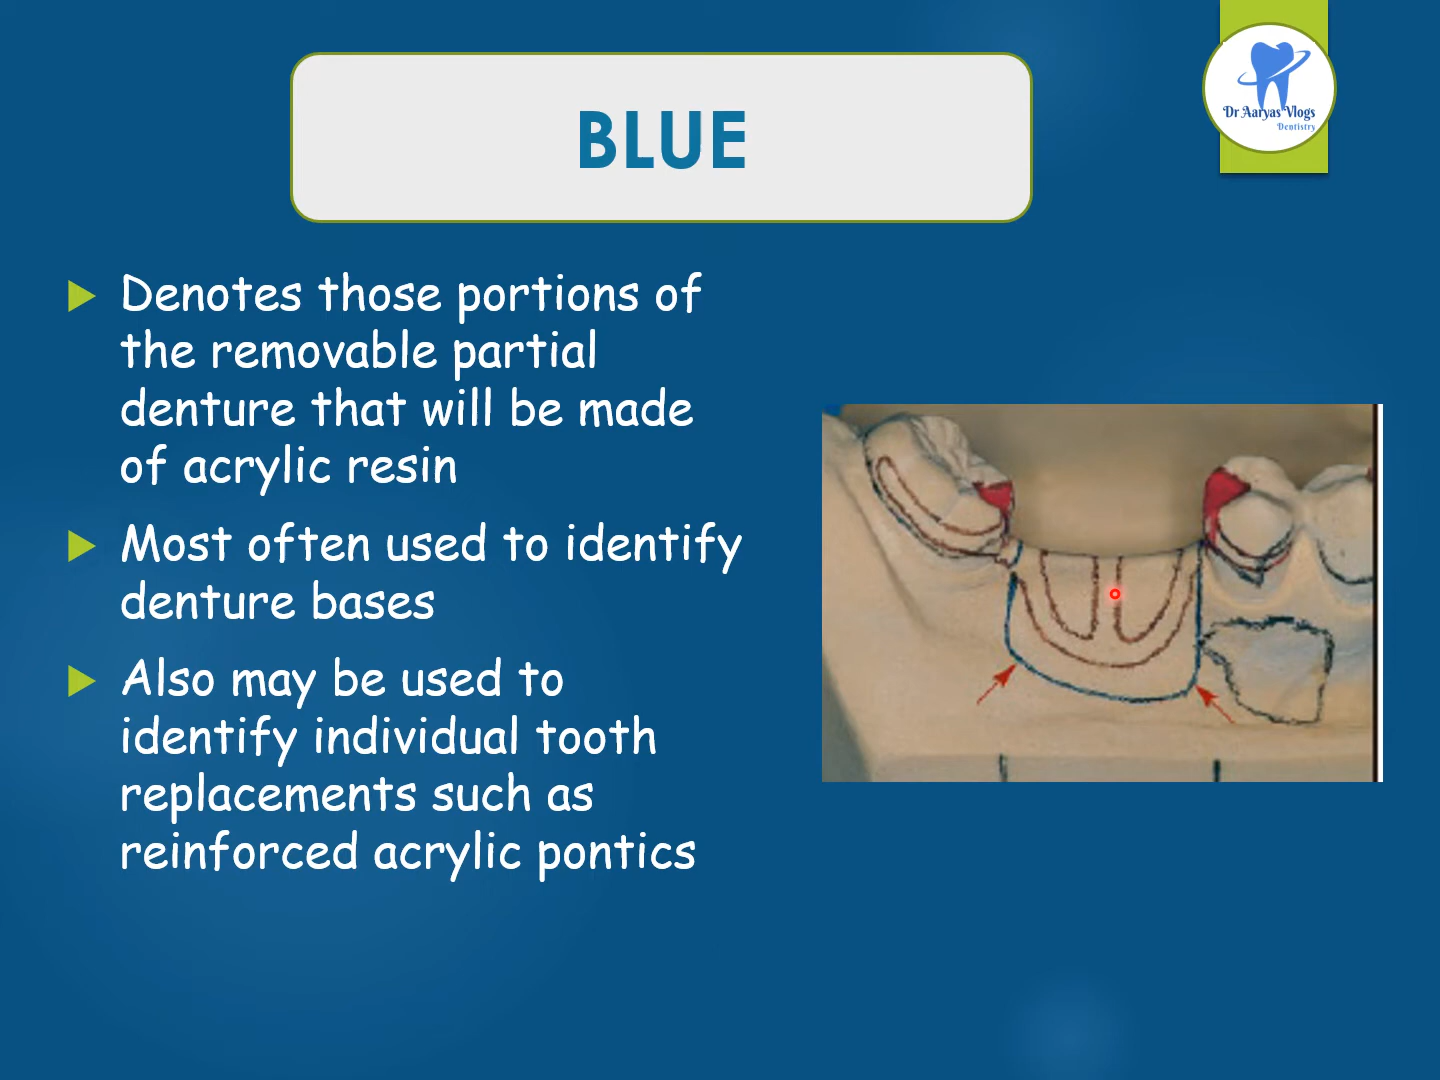 BLUE
Dr Aaryas Vlogs
Dentistry
Denotes those portions of
the removable partial
denture that will be made
of acrylic resin
Most often used to identify
denture bases
Also may be used to
identify individual tooth
replacements such as
reinforced acrylic pontics